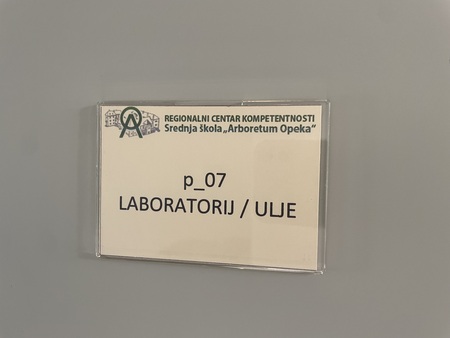 REGIONALNI CENTAR KOMPETENTNOSTI
Srednja škola „Arboretum Opeka“
p_07
LABORATORIJ / ULJE